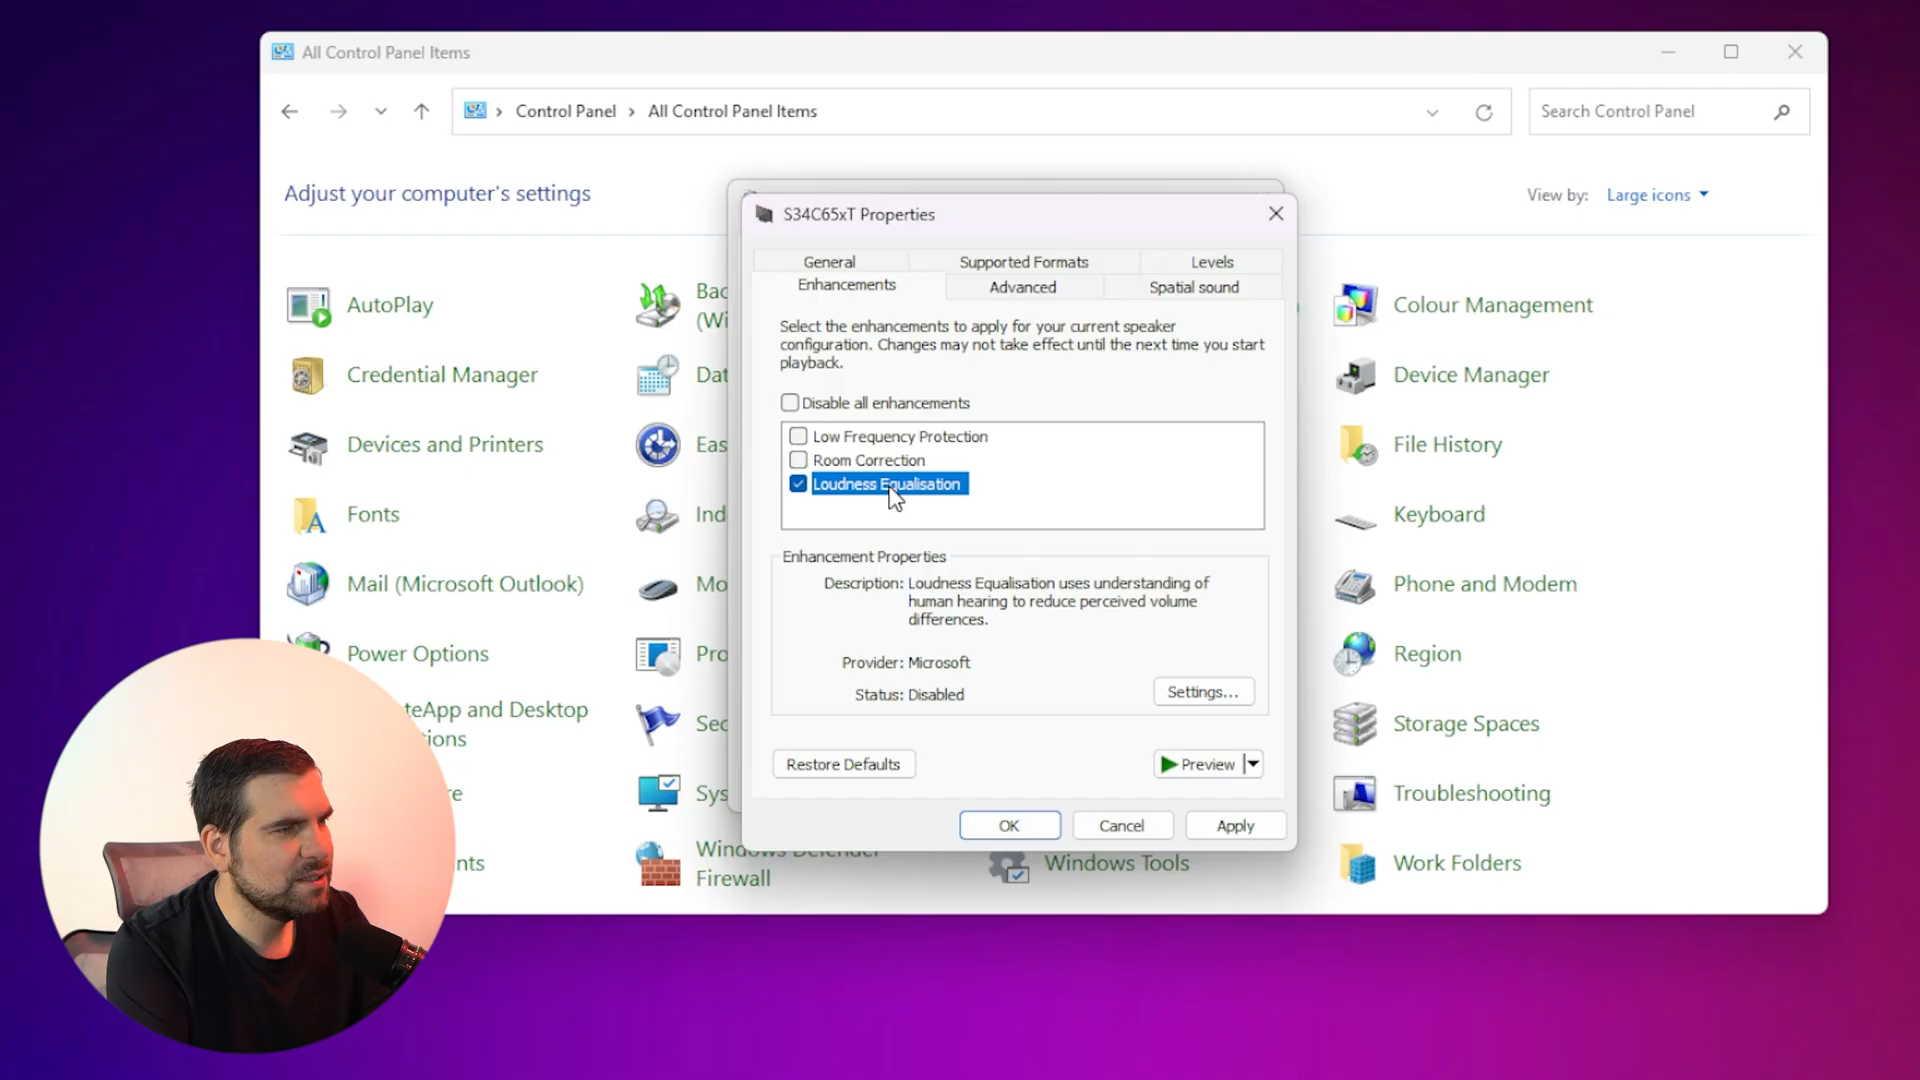 All Control Panel Items
Control Panel > All Control Panel Items
Search Control Panel
Adjust your computer's settings
View by: Large icons
S34C65xT Properties
General
Supported Formats
Levels
Enhancements
Advanced
Spatial sound
Select the enhancements to apply for your current speaker
configuration. Changes may not take effect until the next time you start
playback.
Disable all enhancements
Low Frequency Protection
Room Correction
Loudness Equalisation
Enhancement Properties
Description: Loudness Equalisation uses understanding of
human hearing to reduce perceived volume
differences.
Provider: Microsoft
Status: Disabled
Settings...
Restore Defaults
Preview
OK
Cancel
Apply
AutoPlay
Credential Manager
Devices and Printers
Fonts
Mail (Microsoft Outlook)
Power Options
teApp and Desktop
tions
re
nts
Bac
(Wi
Dat
Eas
Ind
Mo
Pro
Sec
Sys
Windows Defender
Firewall
Windows Tools
Colour Management
Device Manager
File History
Keyboard
Phone and Modem
Region
Storage Spaces
Troubleshooting
Work Folders